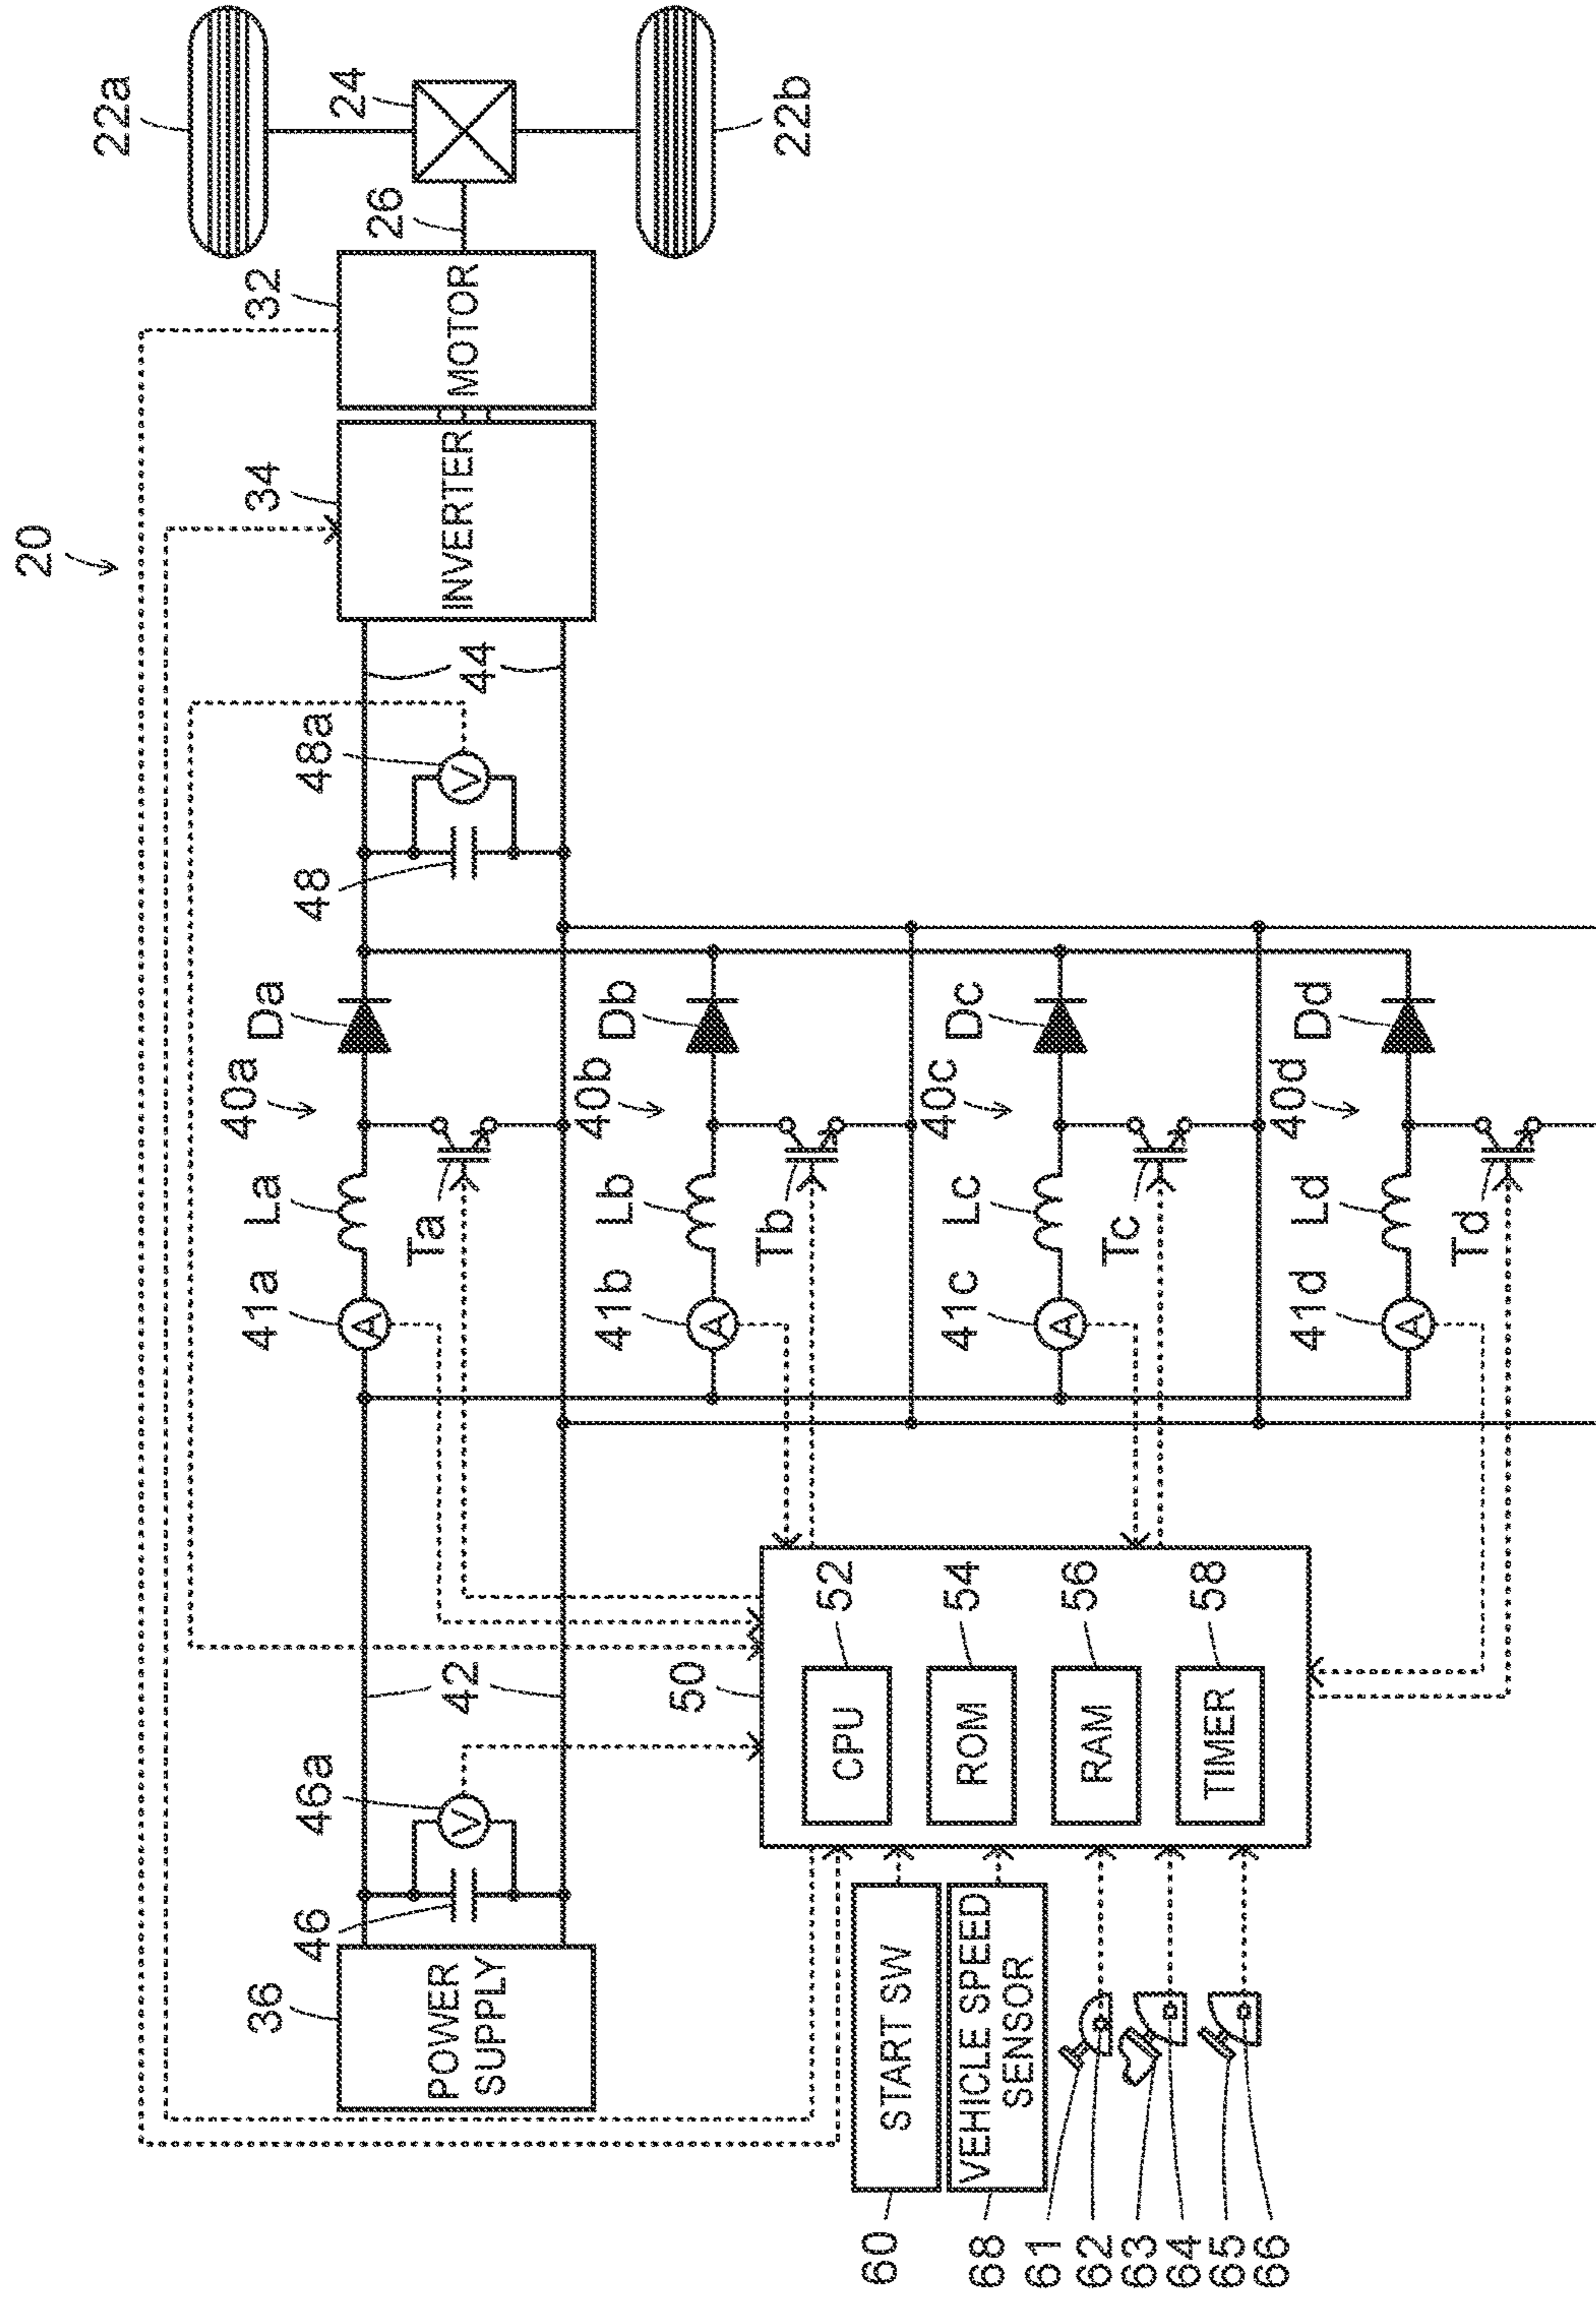 20
22a
24
26
22b
32
MOTOR
34
INVERTER
44
48a
V
48
Da
40a
La
Ta
41a
A
Db
40b
Lb
Tb
41b
A
Dc
40c
Lc
Tc
41c
A
Dd
40d
Ld
Td
41d
A
42
46a
V
46
36
POWER
SUPPLY
50
CPU
52
ROM
54
RAM
56
TIMER
58
START SW
60
VEHICLE SPEED
SENSOR
68
61
62
63
64
65
66